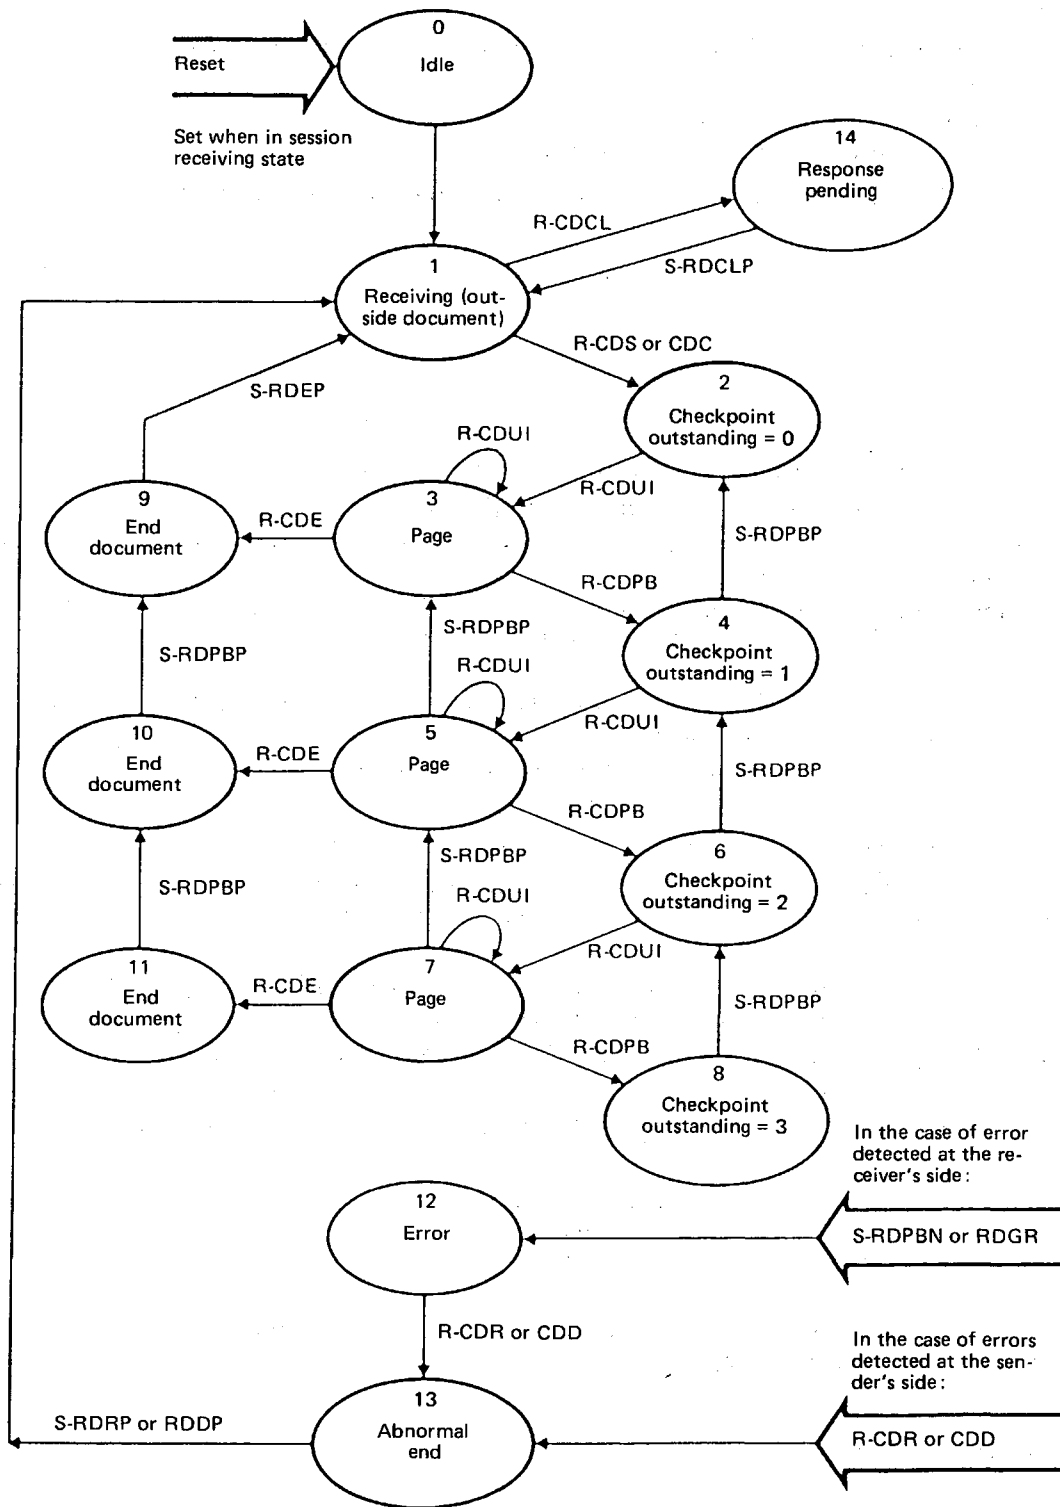 0
Idle
Reset
Set when in session
receiving state
14
Response
pending
R-CDCL
S-RDCLP
1
Receiving (out-
side document)
R-CDS or CDC
S-RDEP
2
Checkpoint
outstanding = 0
R-CDUI
R-CDUI
9
End
document
R-CDE
3
Page
S-RDPBP
R-CDPB
S-RDPBP
S-RDPBP
R-CDUI
4
Checkpoint
outstanding = 1
R-CDUI
10
End
document
R-CDE
5
Page
S-RDPBP
R-CDPB
S-RDPBP
S-RDPBP
R-CDUI
6
Checkpoint
outstanding = 2
R-CDUI
11
End
document
R-CDE
7
Page
S-RDPBP
R-CDPB
8
Checkpoint
outstanding = 3
In the case of error
detected at the re-
ceiver's side:
12
Error
S-RDPBN or RDGR
R-CDR or CDD
In the case of errors
detected at the sen-
der's side:
13
Abnormal
end
S-RDRP or RDDP
R-CDR or CDD